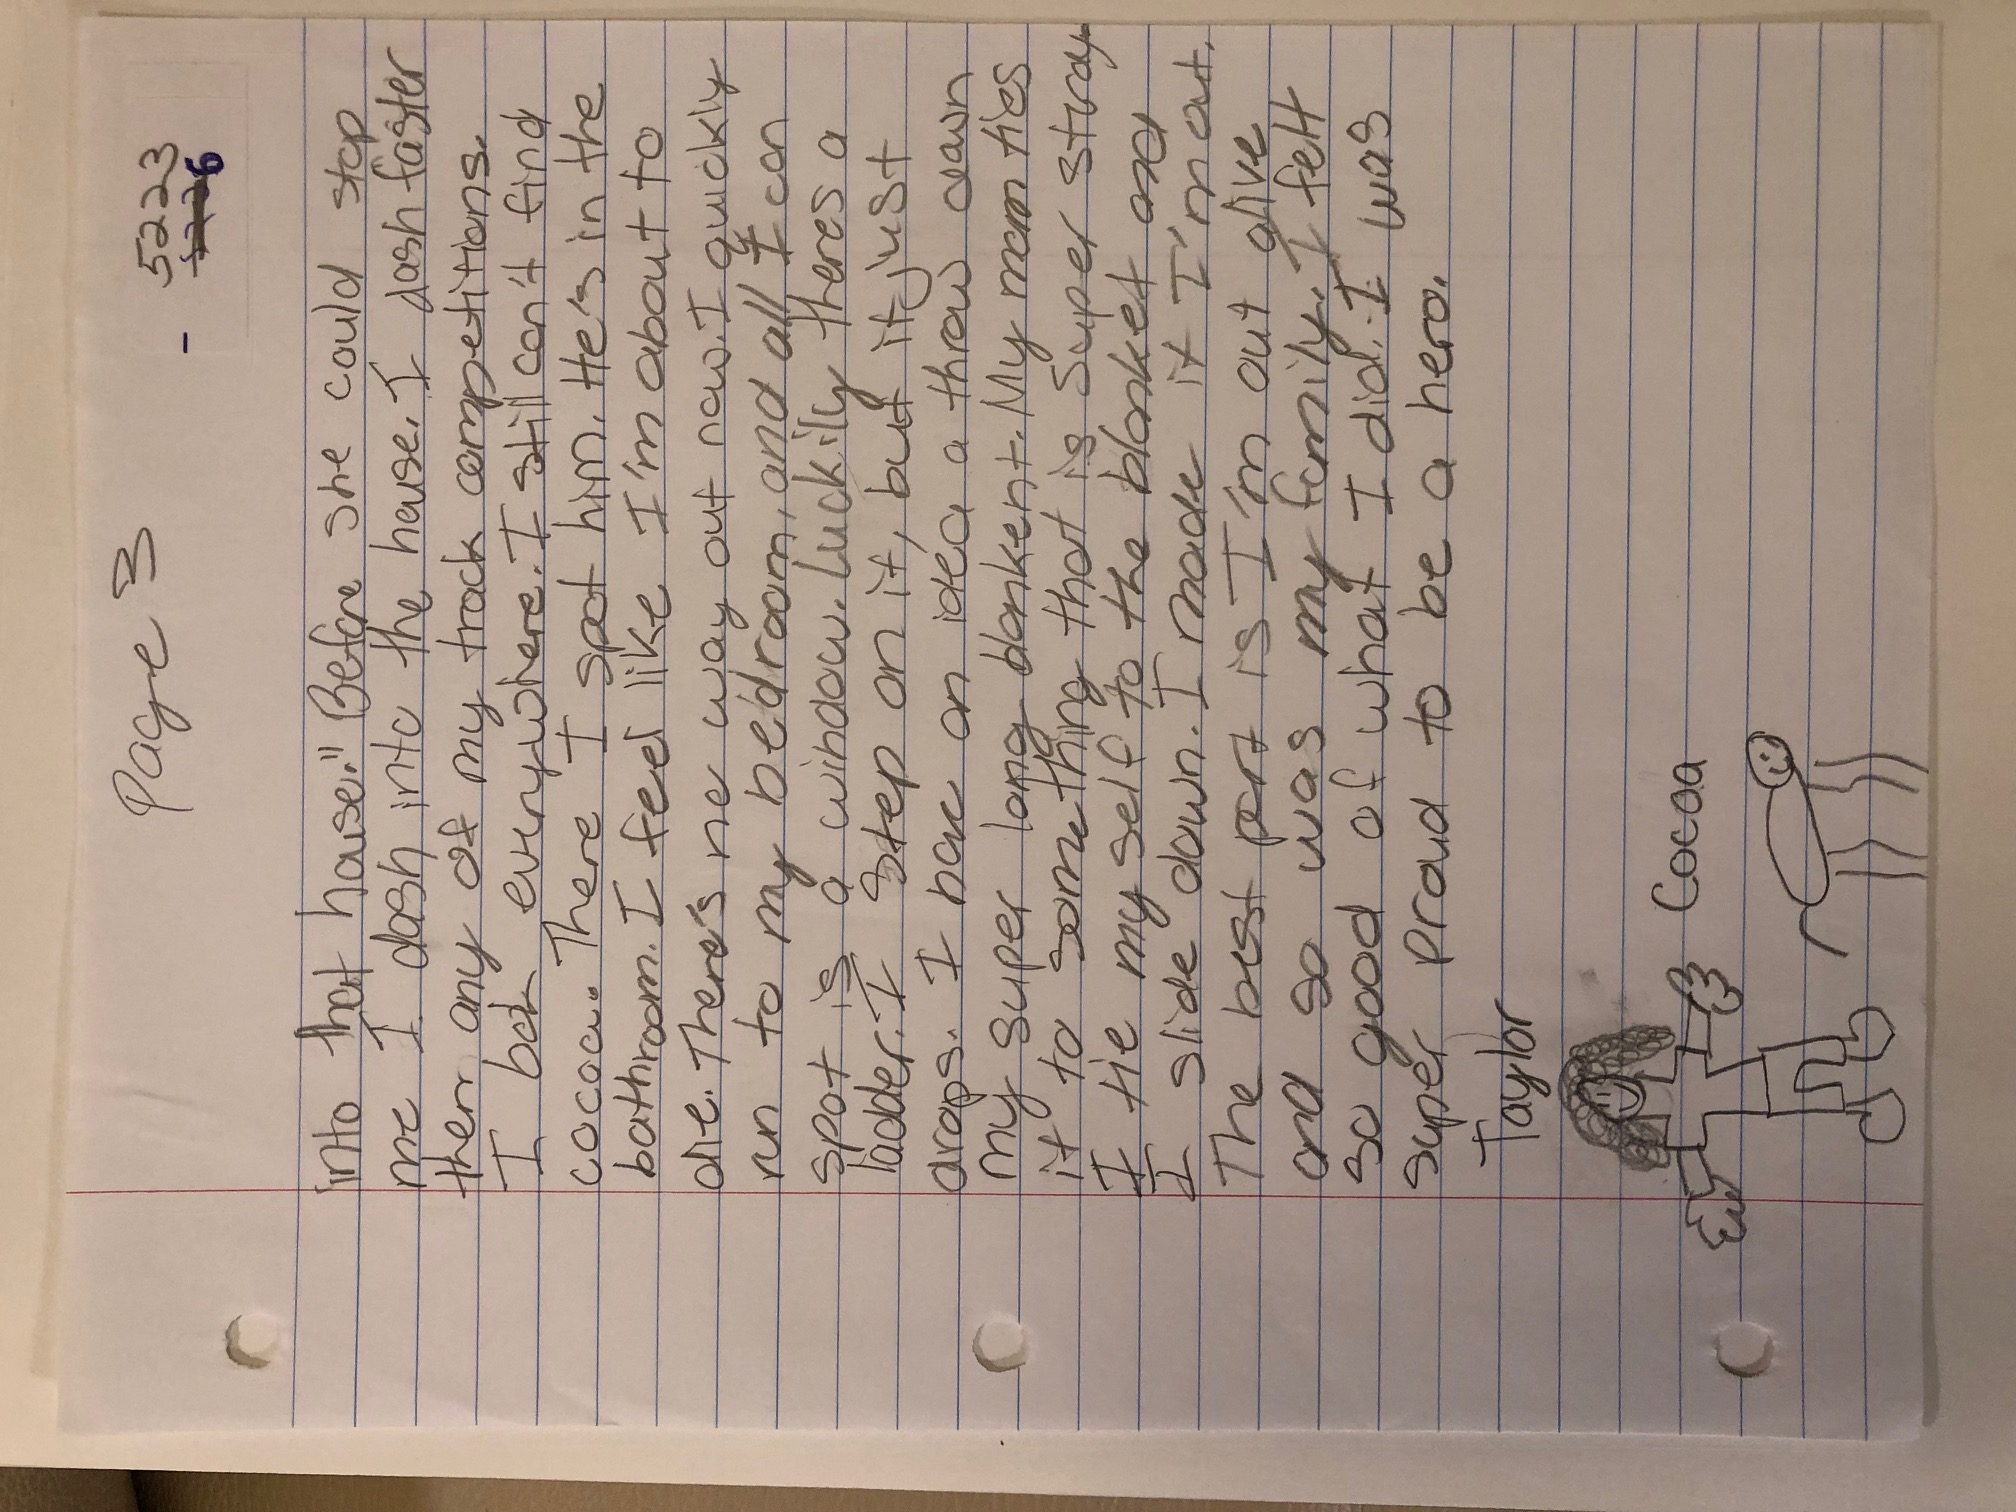 Page 3
5223
- 6
into that house." Before she could stop
me I dash into the house. I dash faster
then any of my track competitions.
I look everywhere. I still can't find
cocoa. There I spot him. He's in the
bathroom. I feel like I'm about to
die. There's no way out now. I quickly
run to my bedroom, and all I can
spot is a window. Luckily theres a
ladder. I step on it, but it just
drops. I have an idea a throw down
my super long blankent. My mom ties
it to something that is super
I tie my self to the blanket and
I slide down. I made it I'm out.
The best part is I'm out alive
and so was my family. I felt
so good of what I did. I was
super proud to be a hero.
Taylor
Cocoa